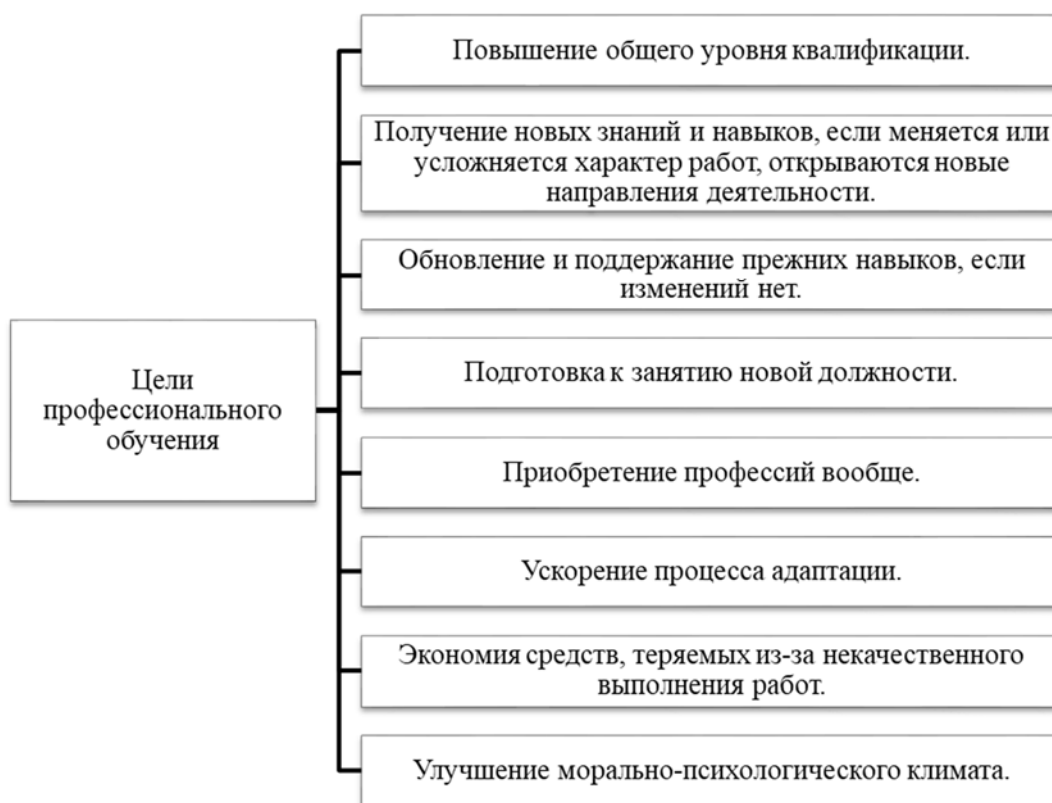 Цели
профессионального
обучения
Повышение общего уровня квалификации.
Получение новых знаний и навыков, если меняется или
усложняется характер работ, открываются новые
направления деятельности.
Обновление и поддержание прежних навыков, если
изменений нет.
Подготовка к занятию новой должности.
Приобретение профессий вообще.
Ускорение процесса адаптации.
Экономия средств, теряемых из-за некачественного
выполнения работ.
Улучшение морально-психологического климата.